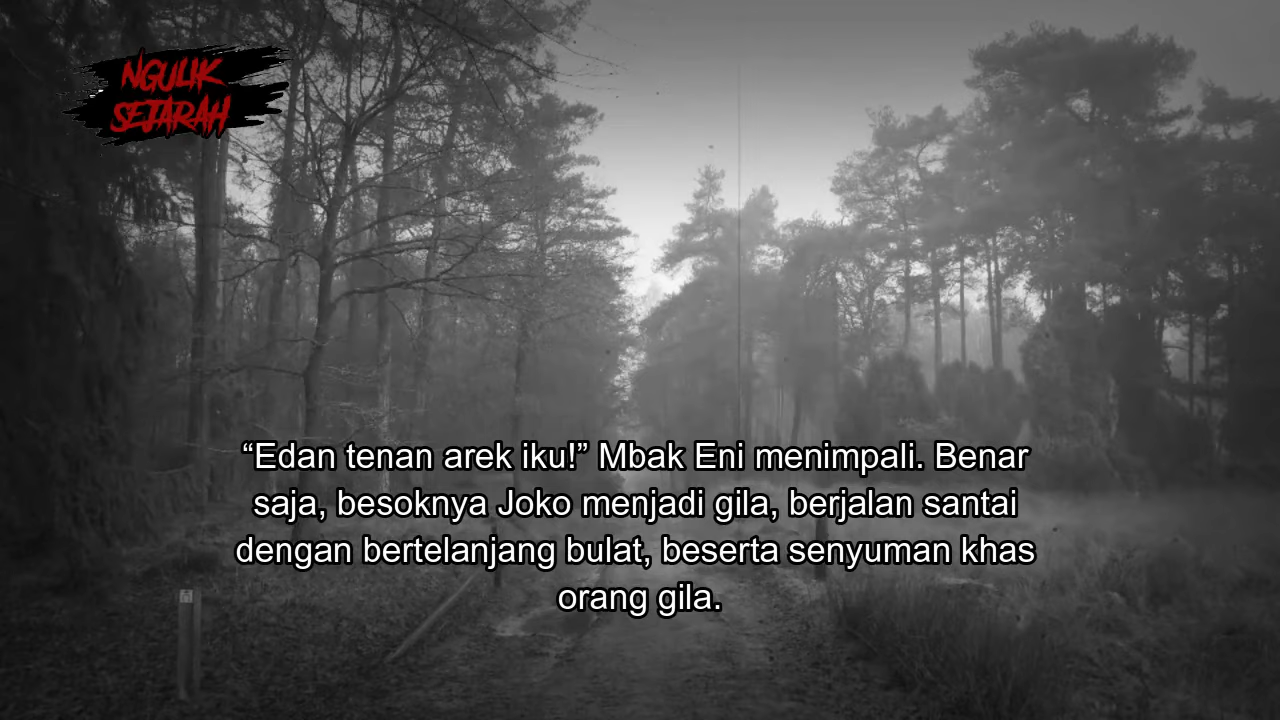 NGULIK
SEJARAH
“Edan tenan arek iku!” Mbak Eni menimpali. Benar
saja, besoknya Joko menjadi gila, berjalan santai
dengan bertelanjang bulat, beserta senyuman khas
orang gila.